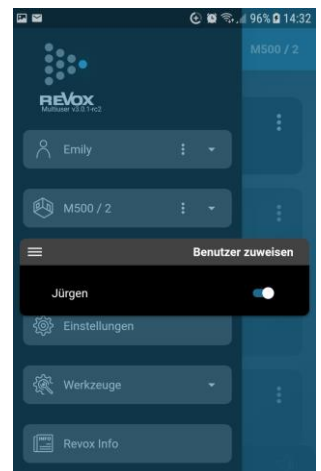 96% 14:32
M500 / 2
REVOX
Multiuser v3.0.1-rc2
Emily
M500 / 2
Benutzer zuweisen
Jürgen
Einstellungen
Werkzeuge
INFO
Revox Info